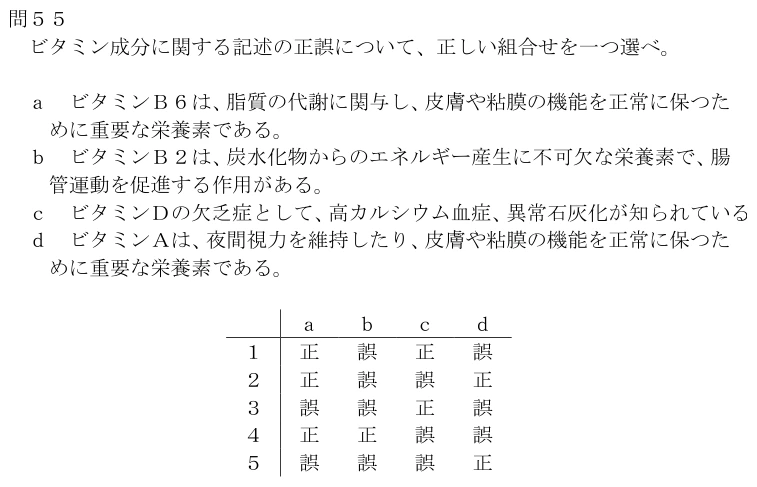 問５５
ビタミン成分に関する記述の正誤について、正しい組合せを一つ選べ。
a　ビタミンＢ６は、脂質の代謝に関与し、皮膚や粘膜の機能を正常に保つた
めに重要な栄養素である。
b　ビタミンＢ２は、炭水化物からのエネルギー産生に不可欠な栄養素で、腸
管運動を促進する作用がある。
c　ビタミンＤの欠乏症として、高カルシウム血症、異常石灰化が知られている
d　ビタミンＡは、夜間視力を維持したり、皮膚や粘膜の機能を正常に保つた
めに重要な栄養素である。
a b c d
1 正 誤 正 誤
2 正 誤 誤 正
3 誤 誤 正 誤
4 正 正 誤 誤
5 誤 誤 誤 正